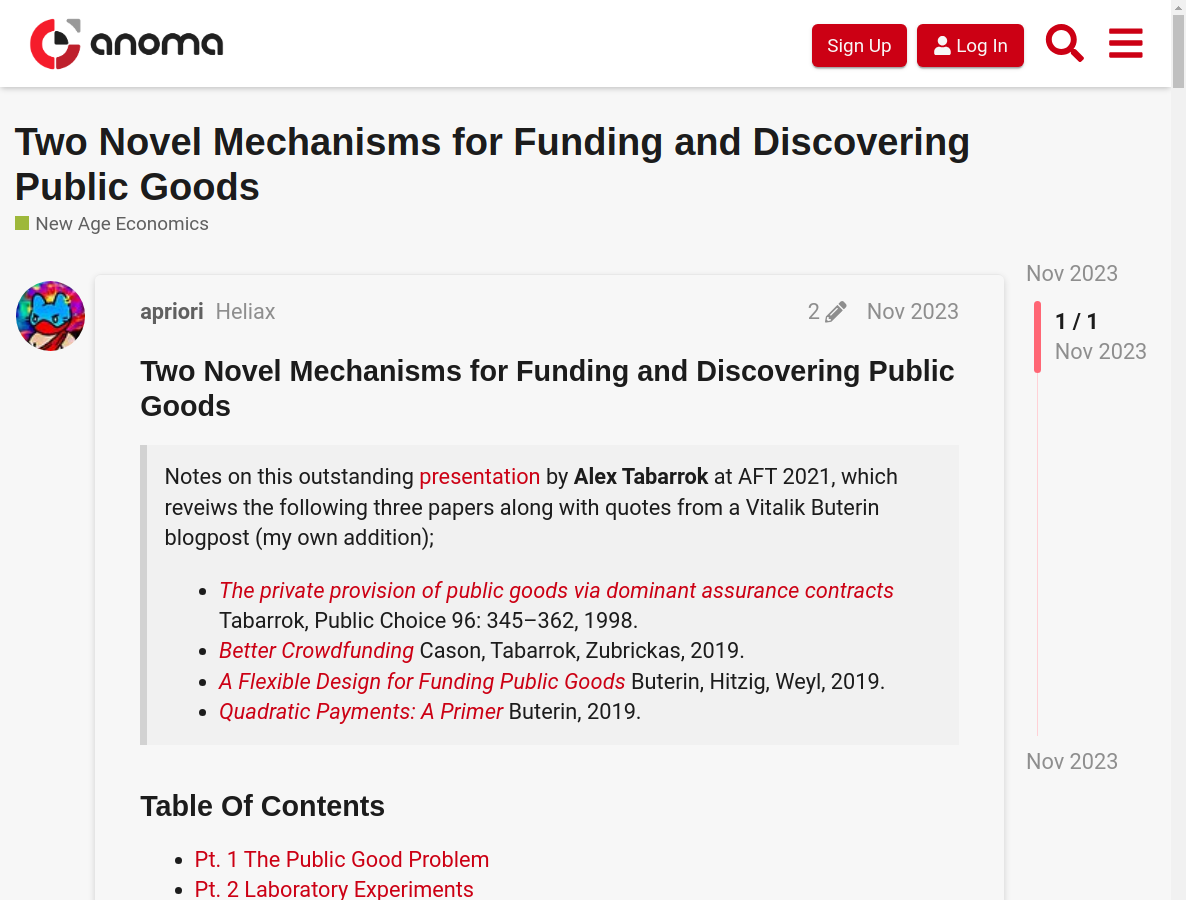 anoma
Sign Up
Log In
Two Novel Mechanisms for Funding and Discovering
Public Goods
New Age Economics
Nov 2023
apriori Heliax
2
Nov 2023
1 / 1
Nov 2023
Two Novel Mechanisms for Funding and Discovering Public
Goods
Notes on this outstanding presentation by Alex Tabarrok at AFT 2021, which
reveiws the following three papers along with quotes from a Vitalik Buterin
blogpost (my own addition);
The private provision of public goods via dominant assurance contracts
Tabarrok, Public Choice 96: 345–362, 1998.
Better Crowdfunding Cason, Tabarrok, Zubrickas, 2019.
A Flexible Design for Funding Public Goods Buterin, Hitzig, Weyl, 2019.
Quadratic Payments: A Primer Buterin, 2019.
Nov 2023
Table Of Contents
Pt. 1 The Public Good Problem
Pt. 2 Laboratory Experiments